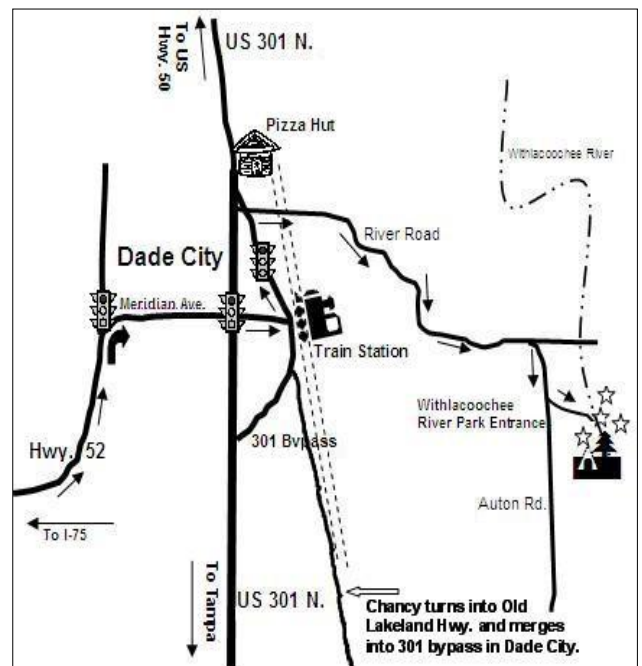 To US
Hwy. 50
US 301 N.
Pizza Hut
Withlacoochee River
River Road
Dade City
Meridian Ave.
Train Station
Withlacoochee
River Park Entrance
301 Bypass
Hwy. 52
Auton Rd.
To I-75
To Tampa
US 301 N.
Chancy turns into Old
Lakeland Hwy. and merges
into 301 bypass in Dade City.